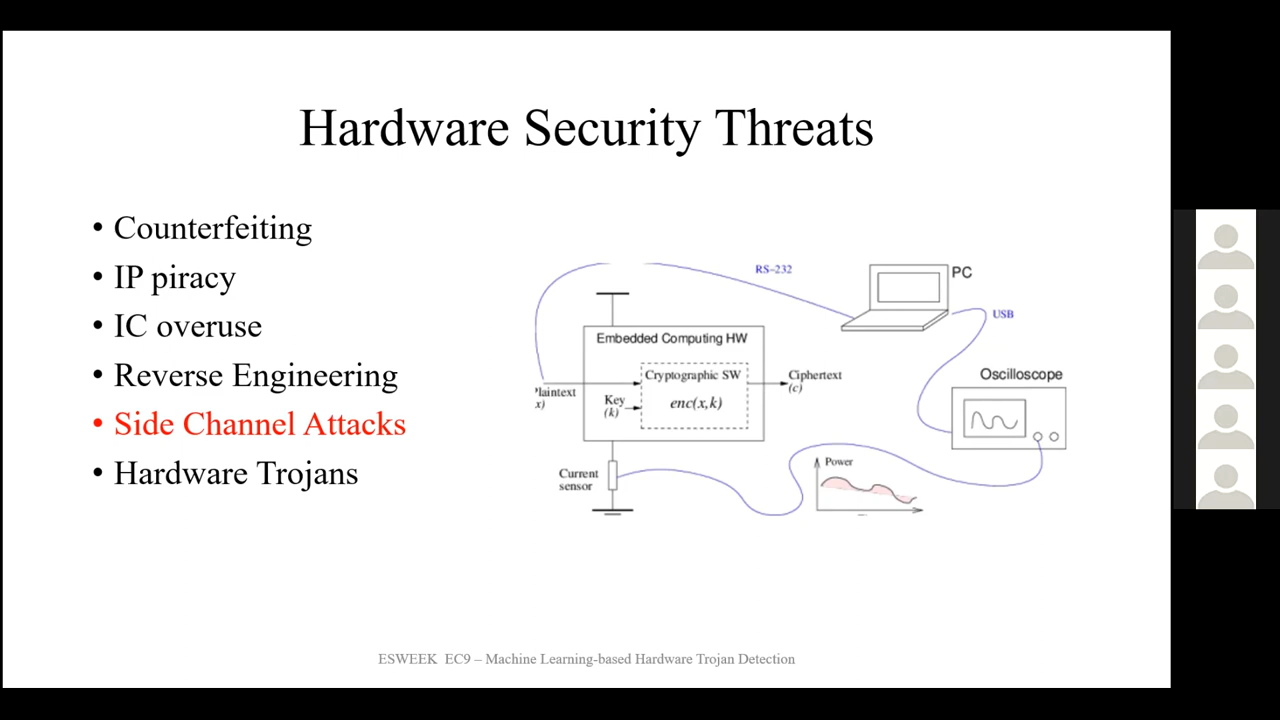 Hardware Security Threats
• Counterfeiting
• IP piracy
• IC overuse
• Reverse Engineering
• Side Channel Attacks
• Hardware Trojans
RS-232
PC
USB
Embedded Computing HW
Cryptographic SW
enc(x,k)
laintext
x)
Key
(k)
Ciphertext
(c)
Oscilloscope
Current
sensor
Power
ESWEEK EC9 – Machine Learning-based Hardware Trojan Detection